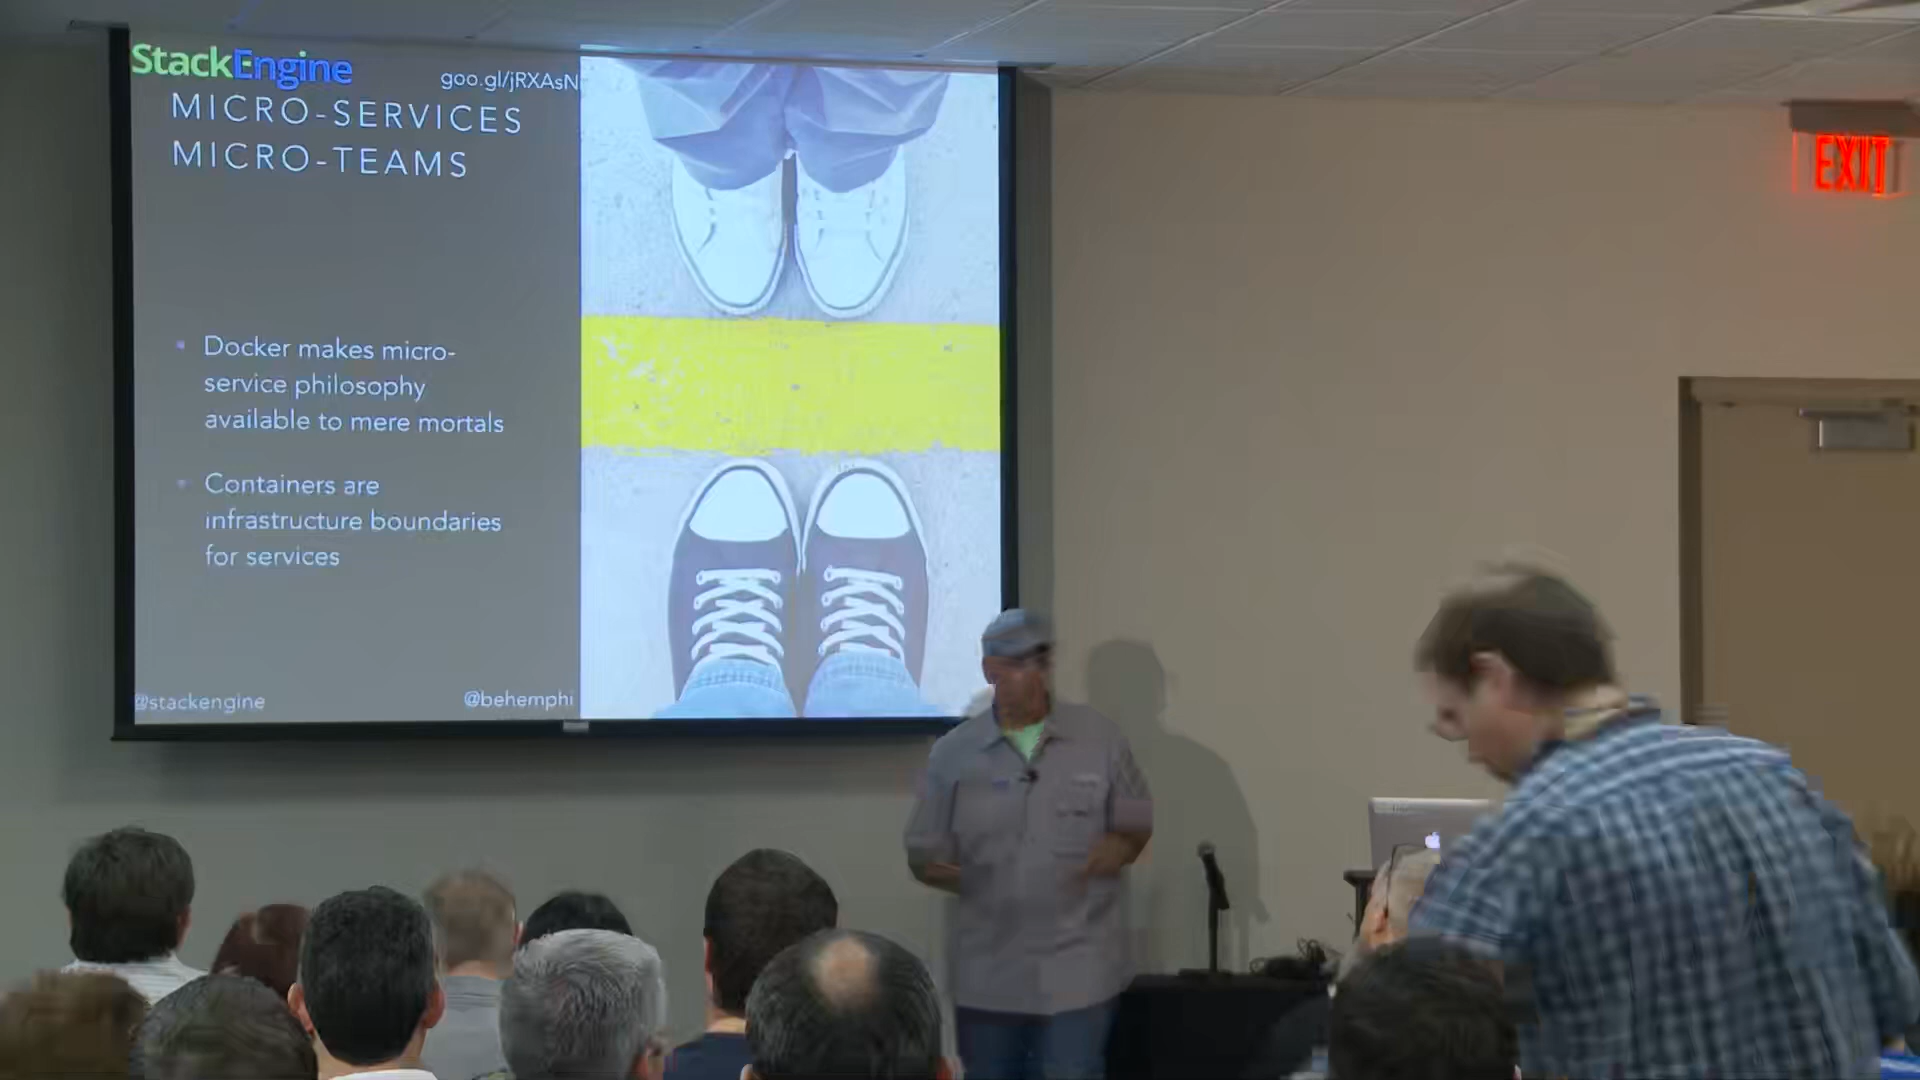 StackEngine
goo.gl/jRXAsN
MICRO-SERVICES
MICRO-TEAMS
Docker makes micro-
service philosophy
available to mere mortals
Containers are
infrastructure boundaries
for services
@stackengine
@behemphi
EXIT